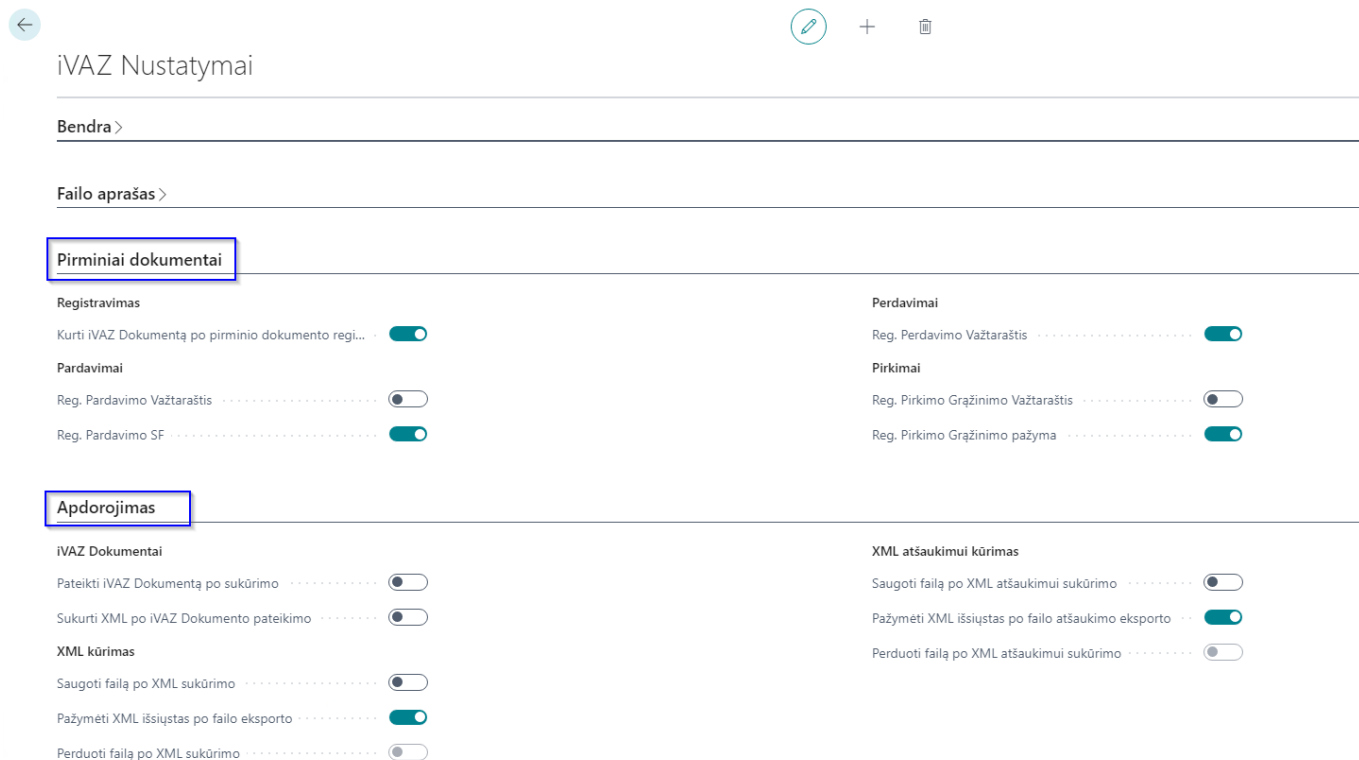 iVAZ Nustatymai
Bendra
Failo aprašas
Pirminiai dokumentai
Registravimas
Kurti iVAZ Dokumentą po pirminio dokumento regi...
Pardavimai
Reg. Pardavimo Važtaraštis
Reg. Pardavimo SF
Perdavimai
Reg. Perdavimo Važtaraštis
Pirkimai
Reg. Pirkimo Grąžinimo Važtaraštis
Reg. Pirkimo Grąžinimo pažyma
Apdorojimas
iVAZ Dokumentai
Pateikti iVAZ Dokumentą po sukūrimo
Sukurti XML po iVAZ Dokumento pateikimo
XML kūrimas
Saugoti failą po XML sukūrimo
Pažymėti XML išsiųstas po failo eksporto
Perduoti failą po XML sukūrimo
XML atšaukimui kūrimas
Saugoti failą po XML atšaukimui sukūrimo
Pažymėti XML išsiųstas po failo atšaukimo eksporto
Perduoti failą po XML atšaukimui sukūrimo